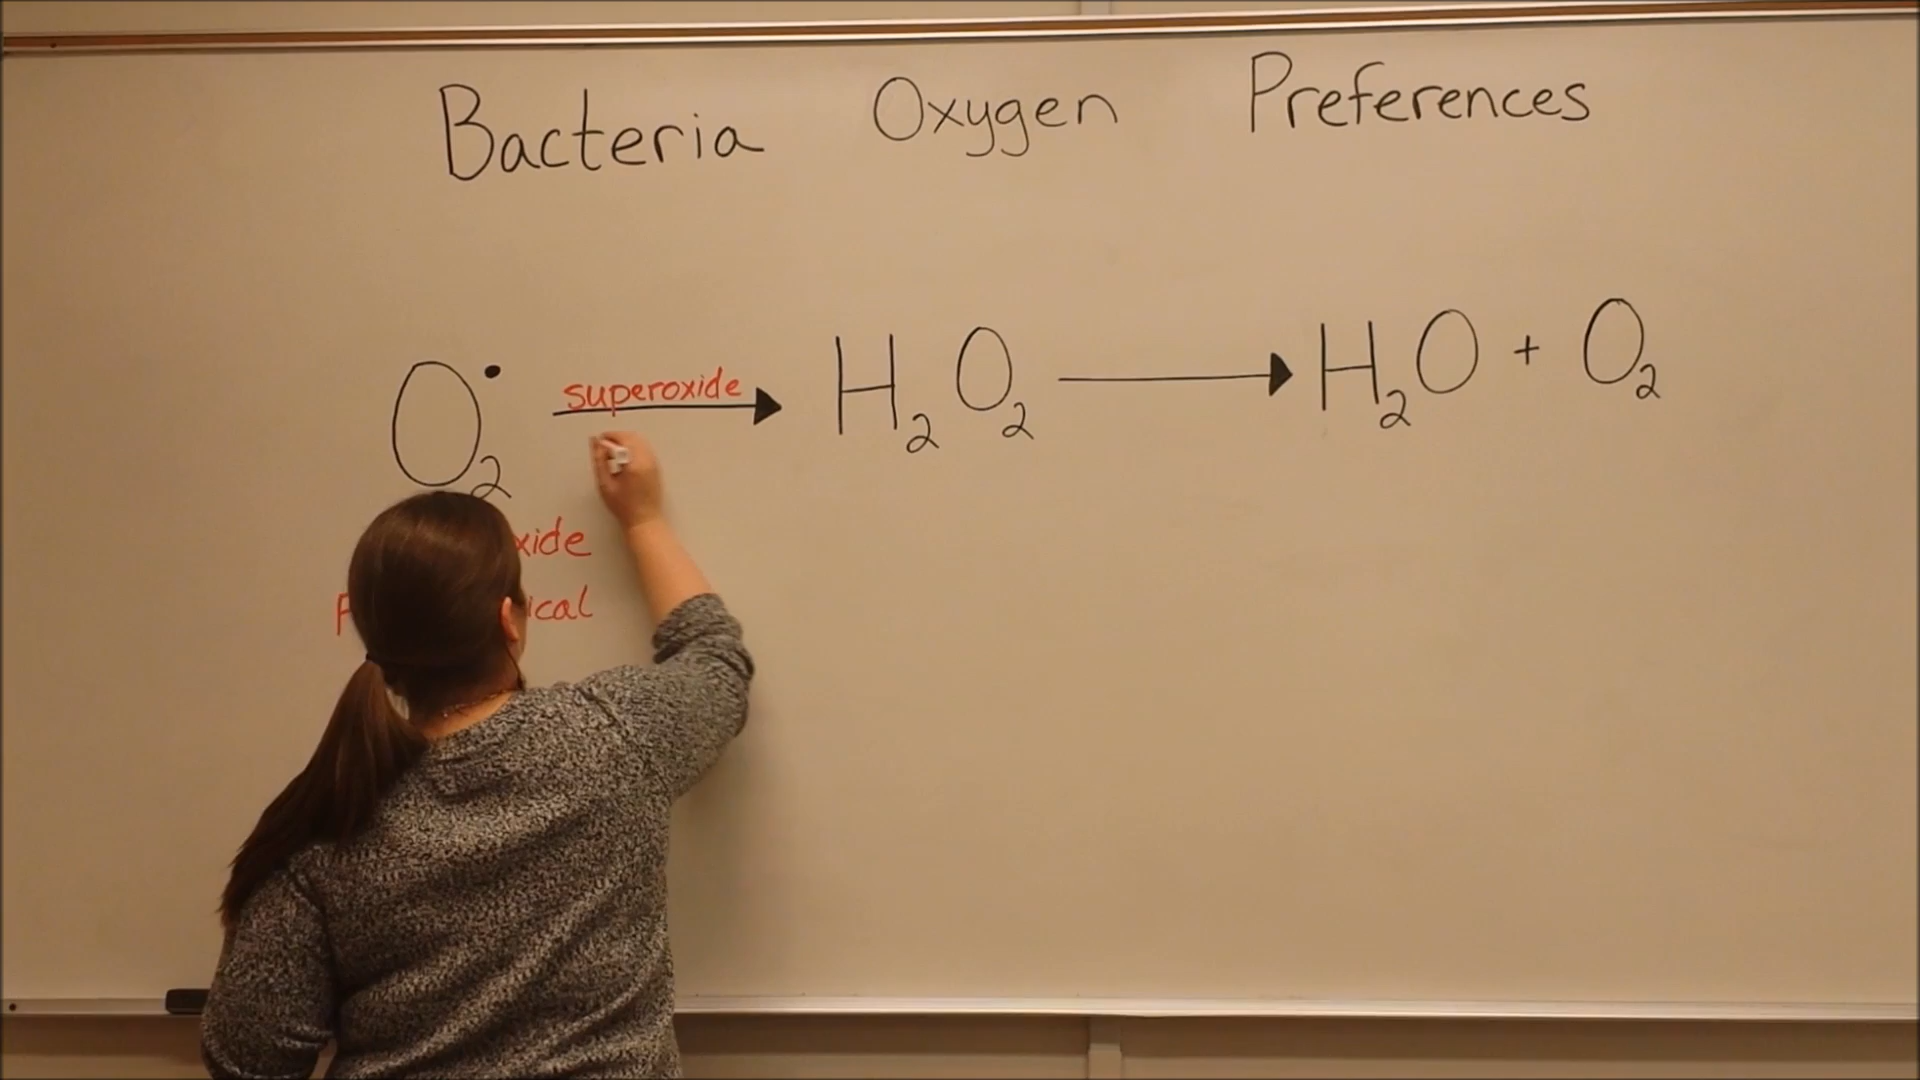 Bacteria Oxygen Preferences
O₂• superoxide → H₂O₂ → H₂O + O₂
xide
ical